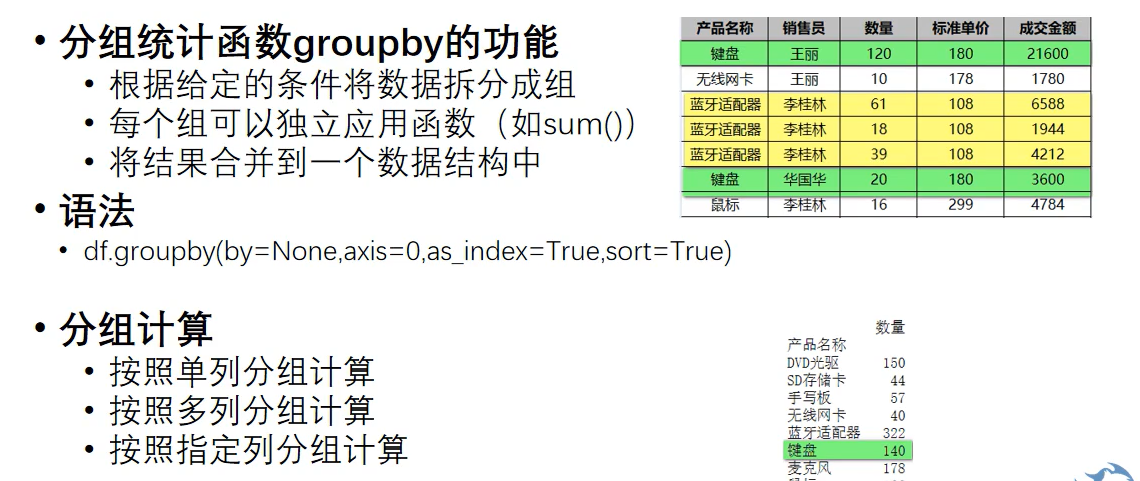 • 分组统计函数groupby的功能
• 根据给定的条件将数据拆分成组
• 每个组可以独立应用函数（如sum()）
• 将结果合并到一个数据结构中
• 语法
• df.groupby(by=None,axis=0,as_index=True,sort=True)
• 分组计算
• 按照单列分组计算
• 按照多列分组计算
• 按照指定列分组计算
产品名称 销售员 数量 标准单价 成交金额
键盘 王丽 120 180 21600
无线网卡 王丽 10 178 1780
蓝牙适配器 李桂林 61 108 6588
蓝牙适配器 李桂林 18 108 1944
蓝牙适配器 李桂林 39 108 4212
键盘 华国华 20 180 3600
鼠标 李桂林 16 299 4784
数量
产品名称
DVD光驱 150
SD存储卡 44
手写板 57
无线网卡 40
蓝牙适配器 322
键盘 140
麦克风 178